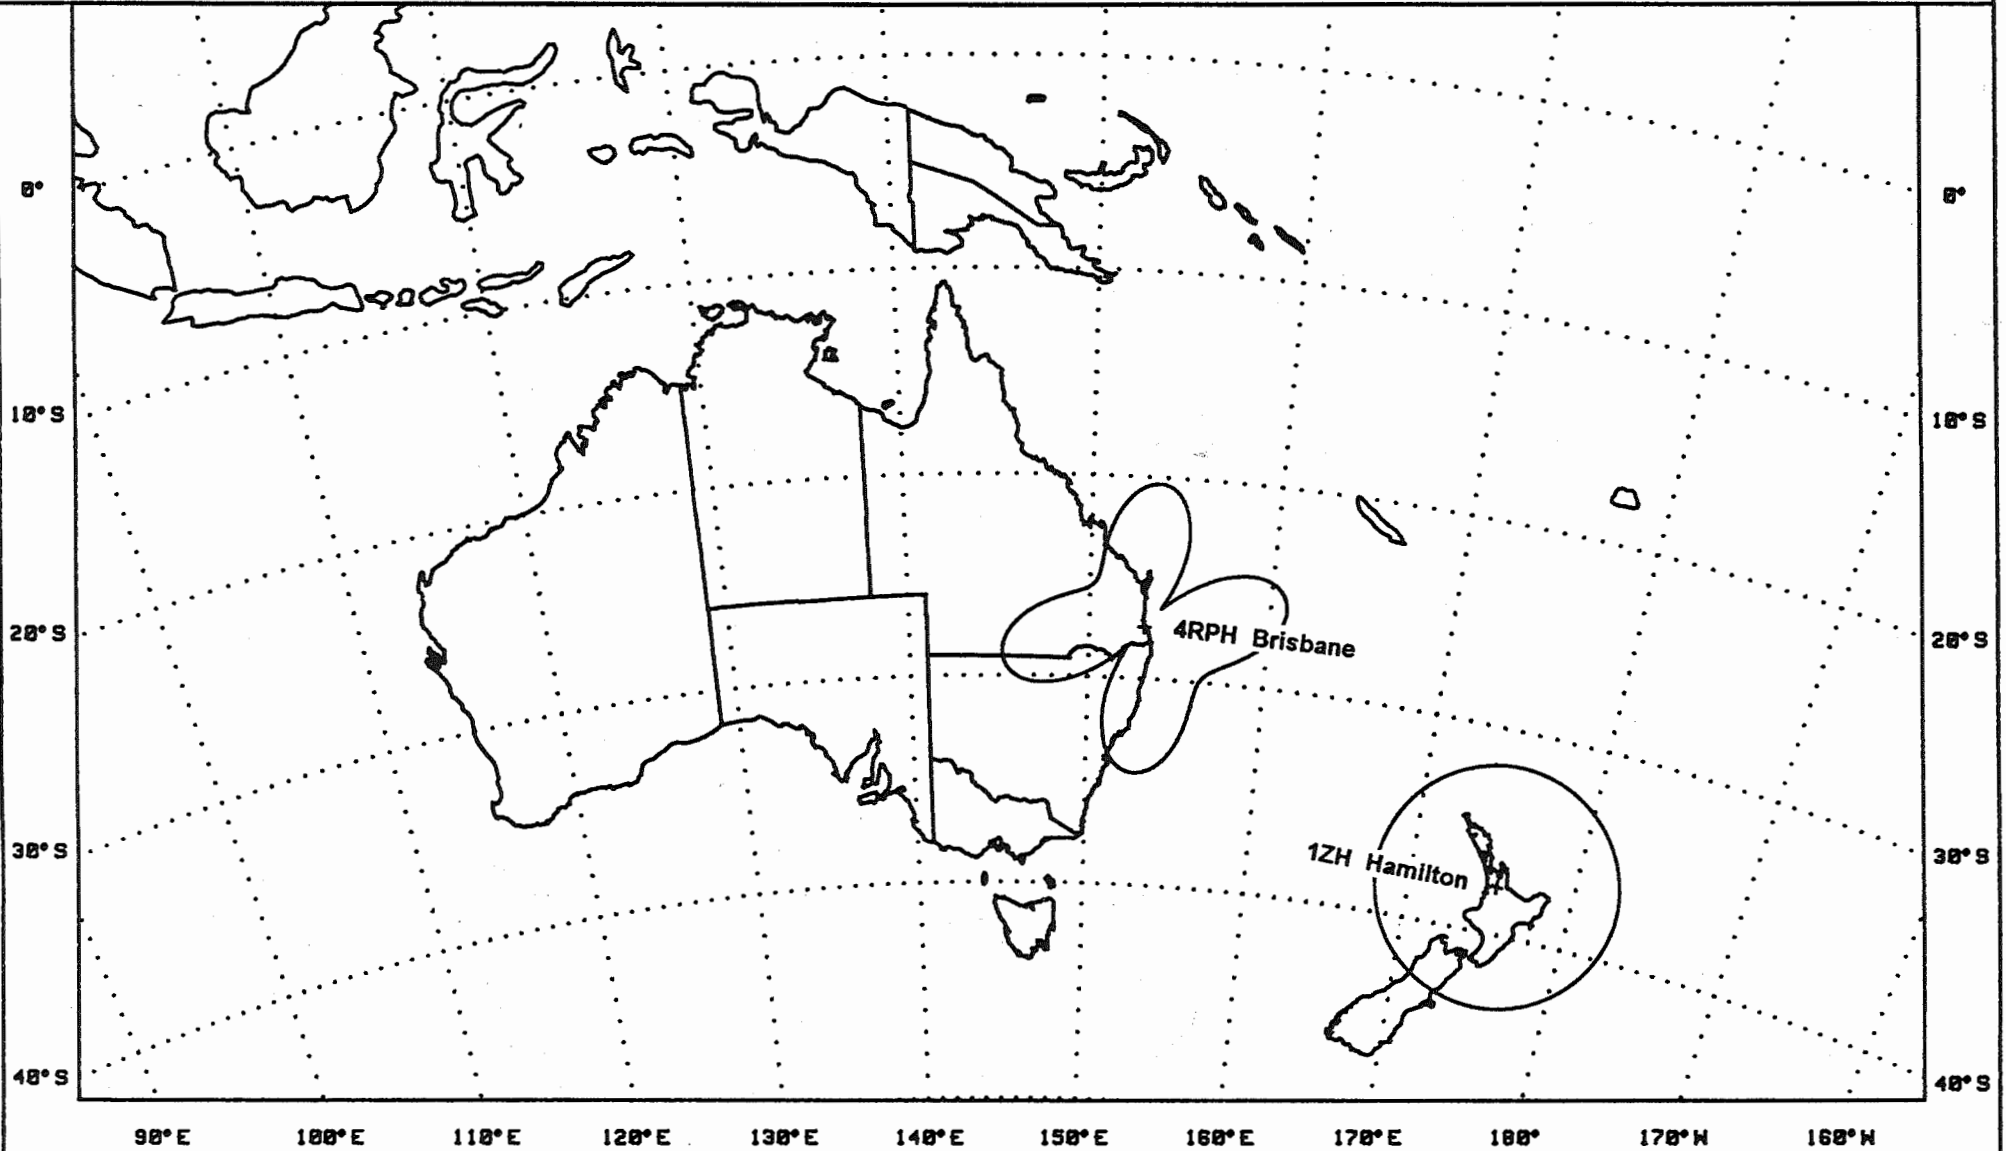 0° 0°
10°S 10°S
20°S 4RPH Brisbane 20°S
30°S 1ZH Hamilton 30°S
40°S 40°S
90°E 100°E 110°E 120°E 130°E 140°E 150°E 160°E 170°E 180° 170°W 160°W